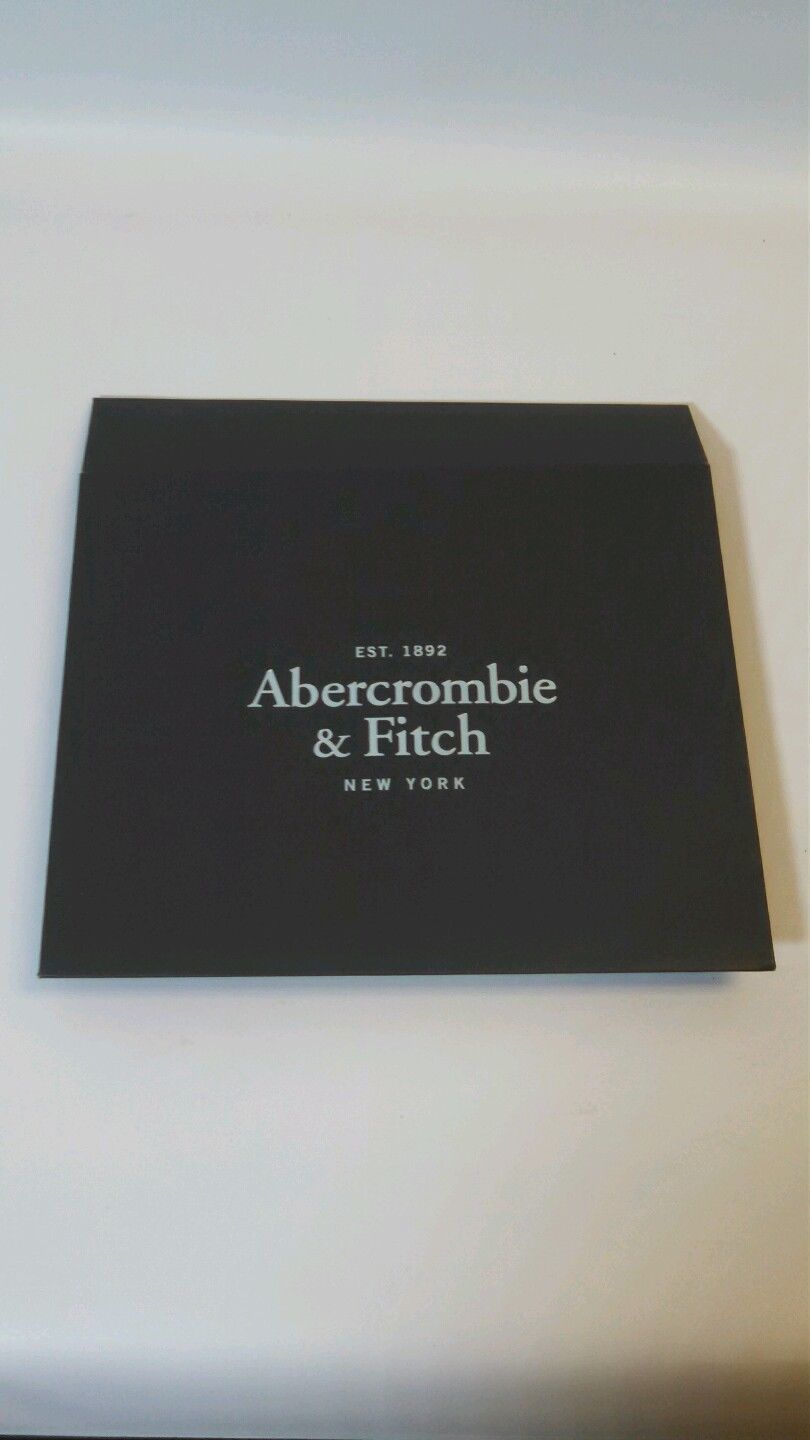 EST. 1892
Abercrombie
& Fitch
NEW YORK